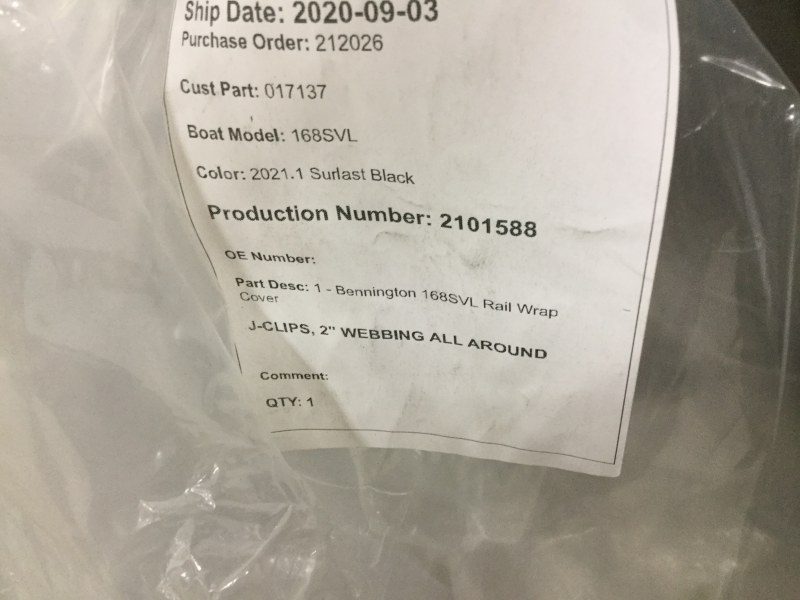 Ship Date: 2020-09-03
Purchase Order: 212026
Cust Part: 017137
Boat Model: 168SVL
Color: 2021.1 Surlast Black
Production Number: 2101588
OE Number:
Part Desc: 1 - Bennington 168SVL Rail Wrap
Cover
J-CLIPS, 2" WEBBING ALL AROUND
Comment:
QTY: 1